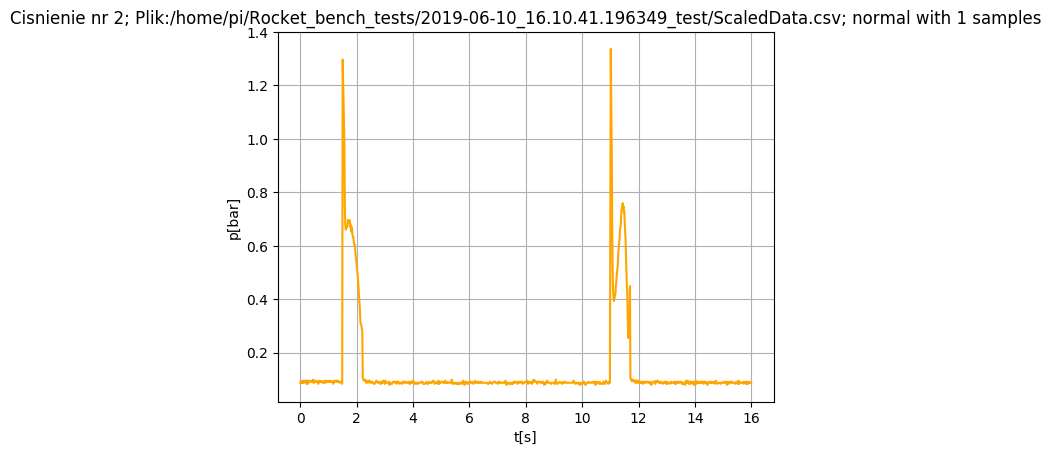 Cisnienie nr 2; Plik:/home/pi/Rocket_bench_tests/2019-06-10_16.10.41.196349_test/ScaledData.csv; normal with 1 samples
1.4
1.2
1.0
0.8
0.6
0.4
0.2
p[bar]
0 2 4 6 8 10 12 14 16
t[s]